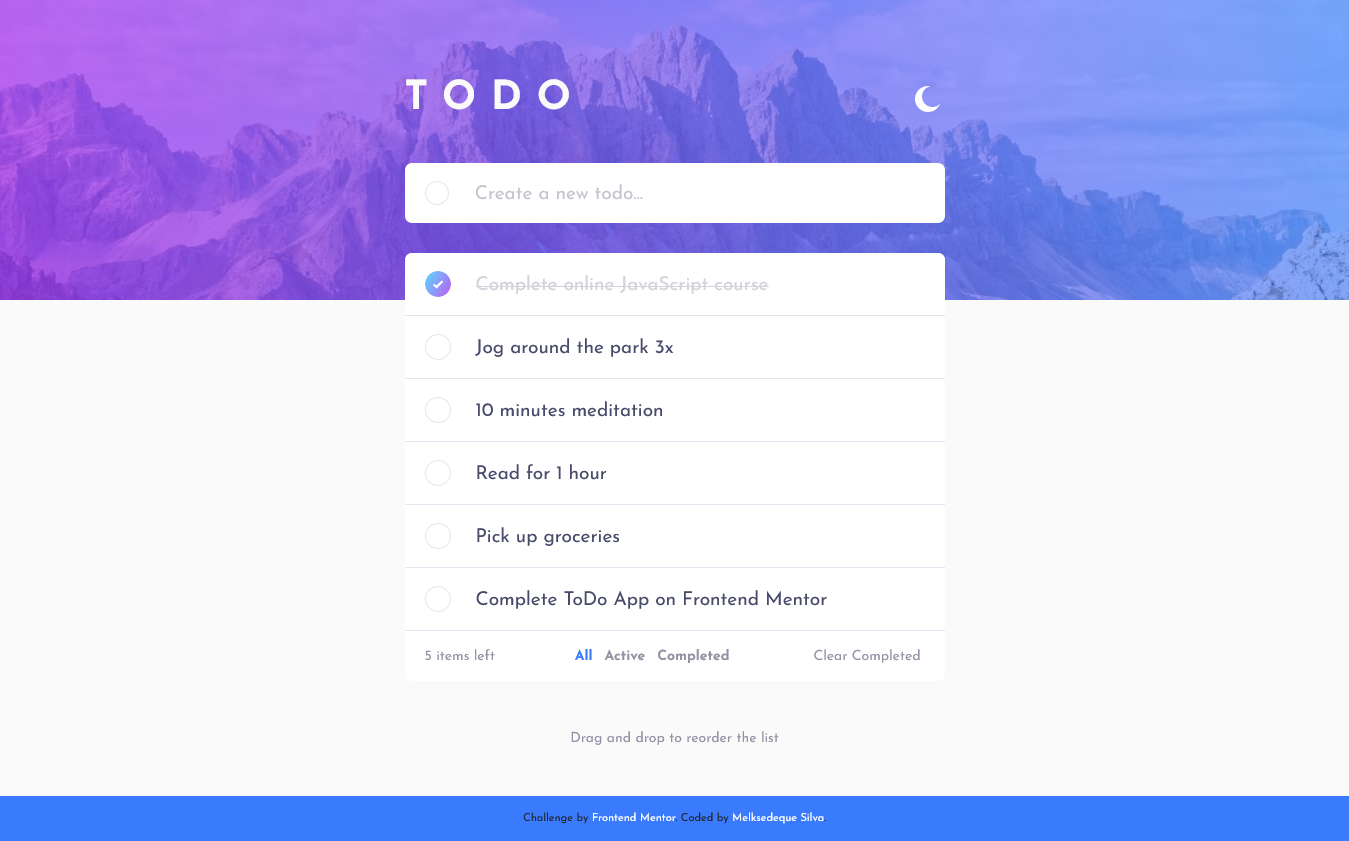 TODO
Create a new todo...
Complete online JavaScript course
Jog around the park 3x
10 minutes meditation
Read for 1 hour
Pick up groceries
Complete ToDo App on Frontend Mentor
5 items left All Active Completed Clear Completed
Drag and drop to reorder the list
Challenge by Frontend Mentor. Coded by Melksedeque Silva.